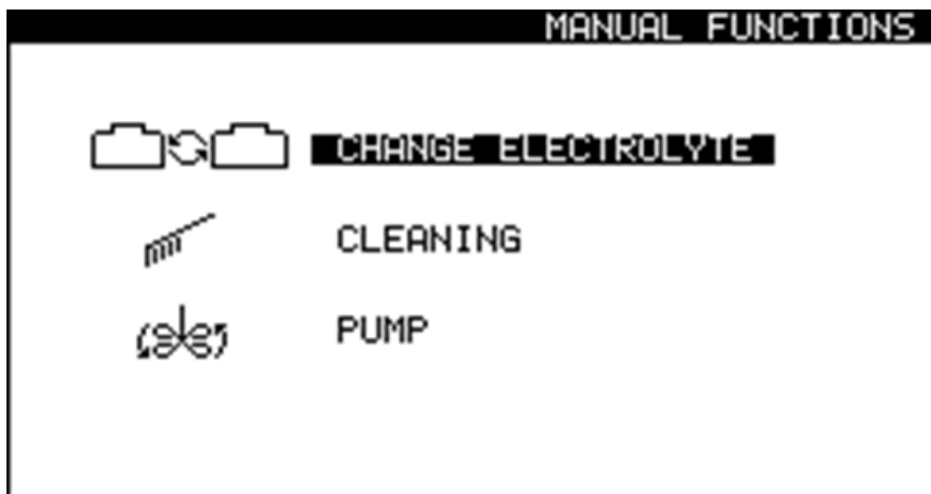 MANUAL FUNCTIONS
CHANGE ELECTROLYTE
CLEANING
PUMP